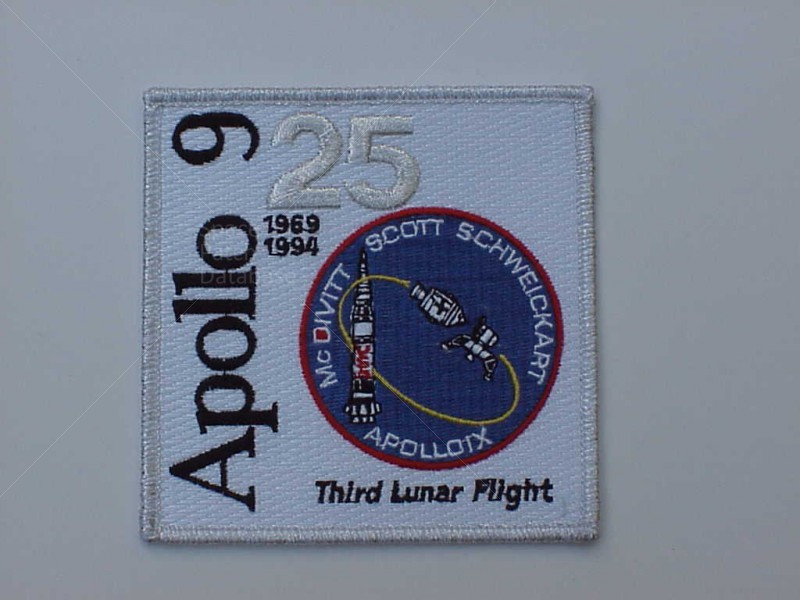 Apollo 9
25
1969
1994
McDIVITT SCOTT SCHWEICKART
APOLLO IX
Third Lunar Flight